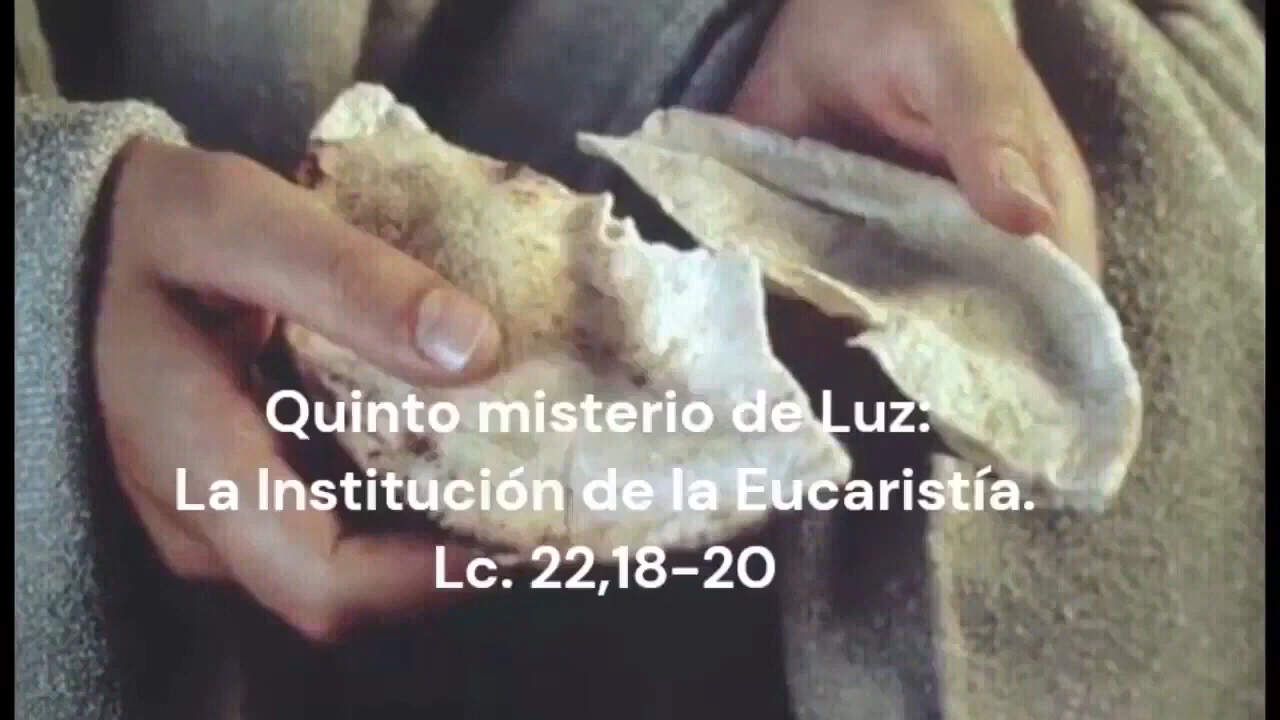 Quinto misterio de Luz:
La Institución de la Eucaristía.
Lc. 22,18-20